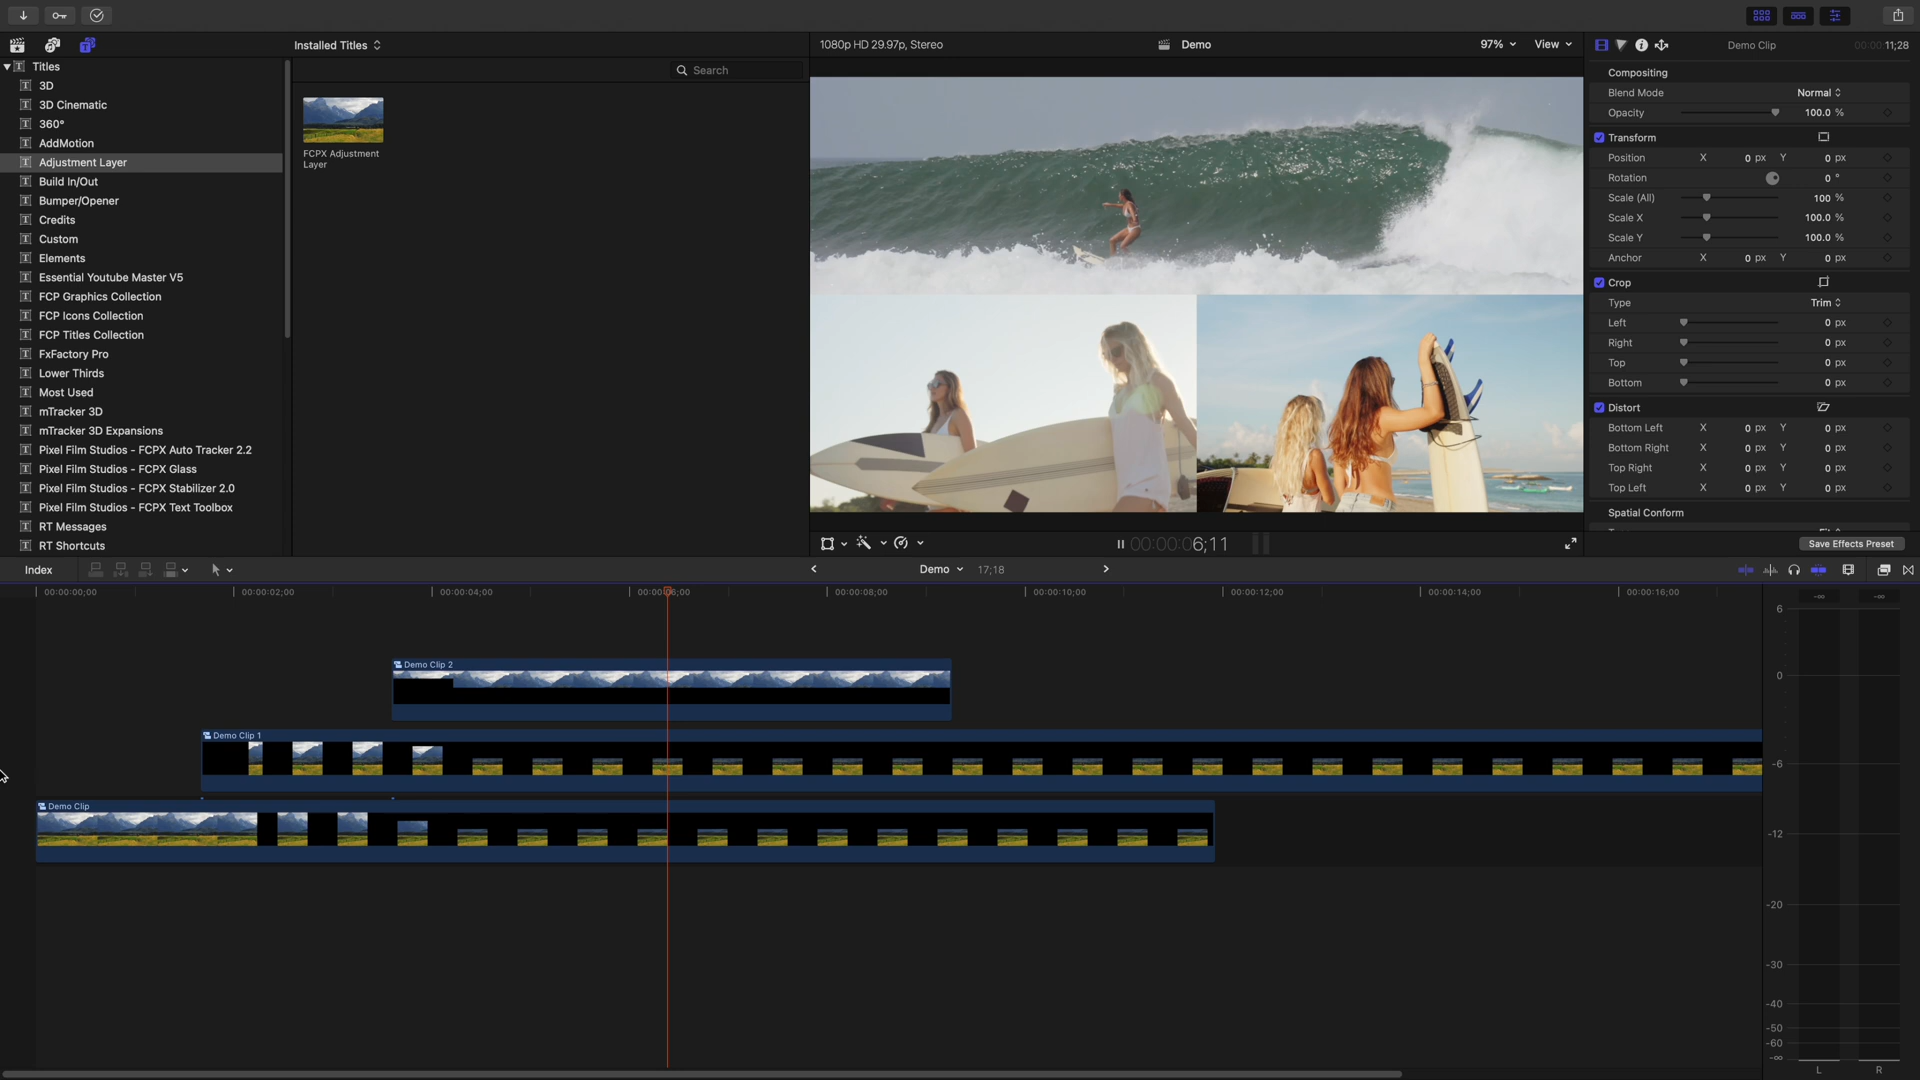 Installed Titles
1080p HD 29.97p, Stereo
Demo
97%
View
Demo Clip
00:00:00:11;28
Titles
3D
3D Cinematic
360°
AddMotion
Adjustment Layer
Build In/Out
Bumper/Opener
Credits
Custom
Elements
Essential Youtube Master V5
FCP Graphics Collection
FCP Icons Collection
FCP Titles Collection
FxFactory Pro
Lower Thirds
Most Used
mTracker 3D
mTracker 3D Expansions
Pixel Film Studios - FCPX Auto Tracker 2.2
Pixel Film Studios - FCPX Glass
Pixel Film Studios - FCPX Stabilizer 2.0
Pixel Film Studios - FCPX Text Toolbox
RT Messages
RT Shortcuts
Search
FCPX Adjustment
Layer
Compositing
Blend Mode Normal
Opacity 100.0 %
Transform
Position X 0 px Y 0 px
Rotation 0 °
Scale (All) 100 %
Scale X 100.0 %
Scale Y 100.0 %
Anchor X 0 px Y 0 px
Crop
Type Trim
Left 0 px
Right 0 px
Top 0 px
Bottom 0 px
Distort
Bottom Left X 0 px Y 0 px
Bottom Right X 0 px Y 0 px
Top Right X 0 px Y 0 px
Top Left X 0 px Y 0 px
Spatial Conform
Save Effects Preset
00:00:06;11
Index
Demo
17;18
00:00:00;00
00:00:02;00
00:00:04;00
00:00:06;00
00:00:08;00
00:00:10;00
00:00:12;00
00:00:14;00
00:00:16;00
Demo Clip 2
Demo Clip 1
Demo Clip
-∞
-∞
6
0
-6
-12
-20
-30
-40
-50
-60
-∞
L
R